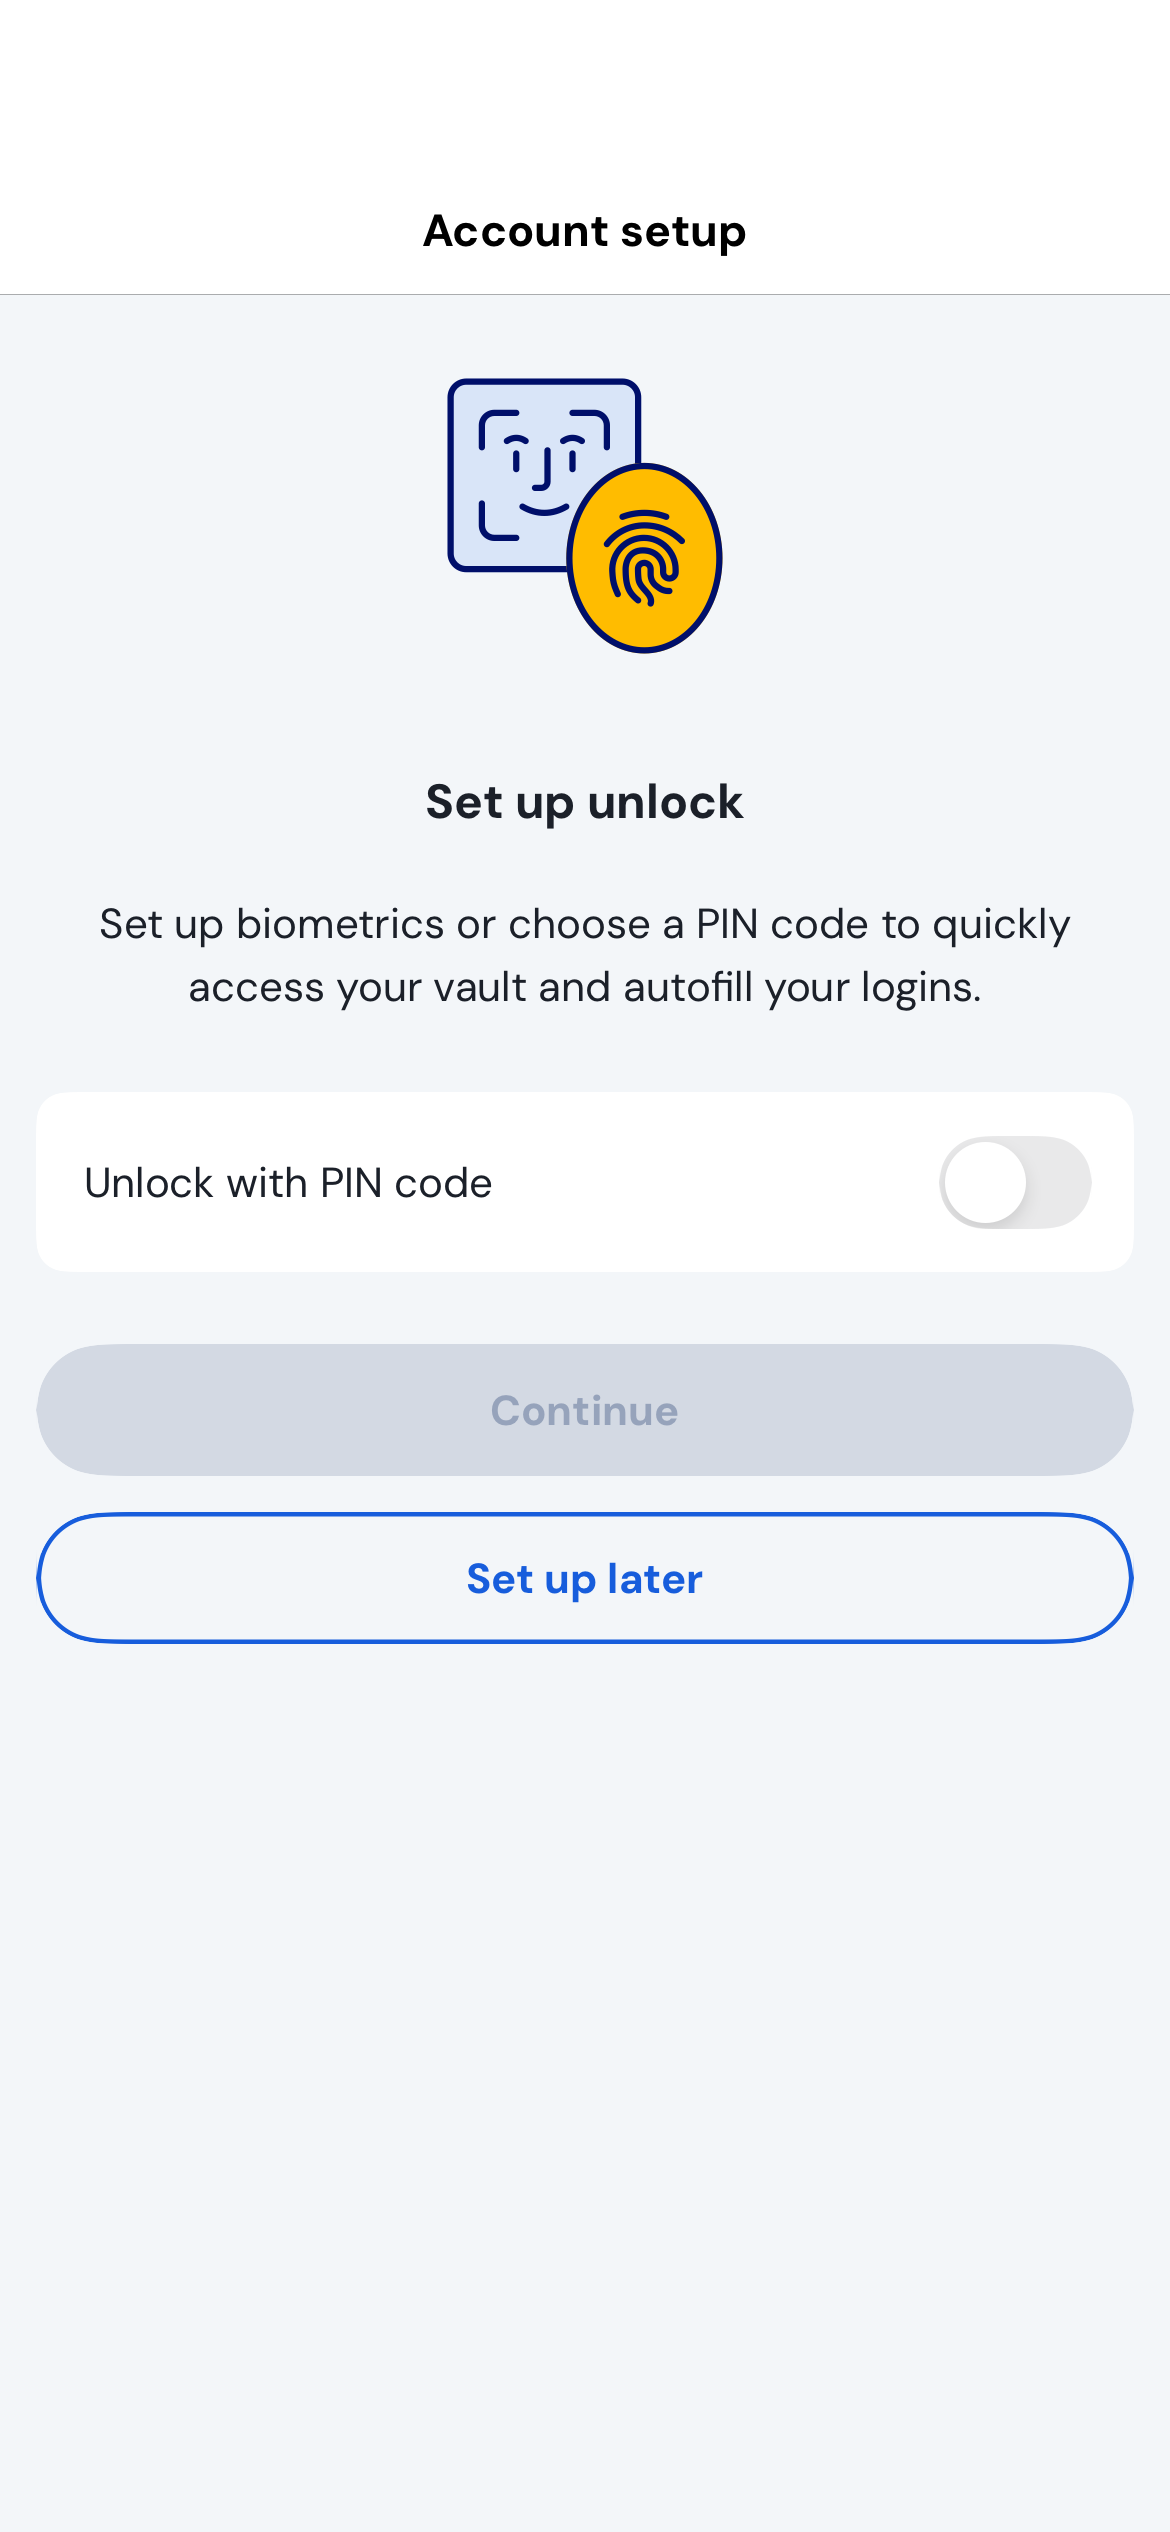 Account setup
Set up unlock
Set up biometrics or choose a PIN code to quickly
access your vault and autofill your logins.
Unlock with PIN code
Continue
Set up later